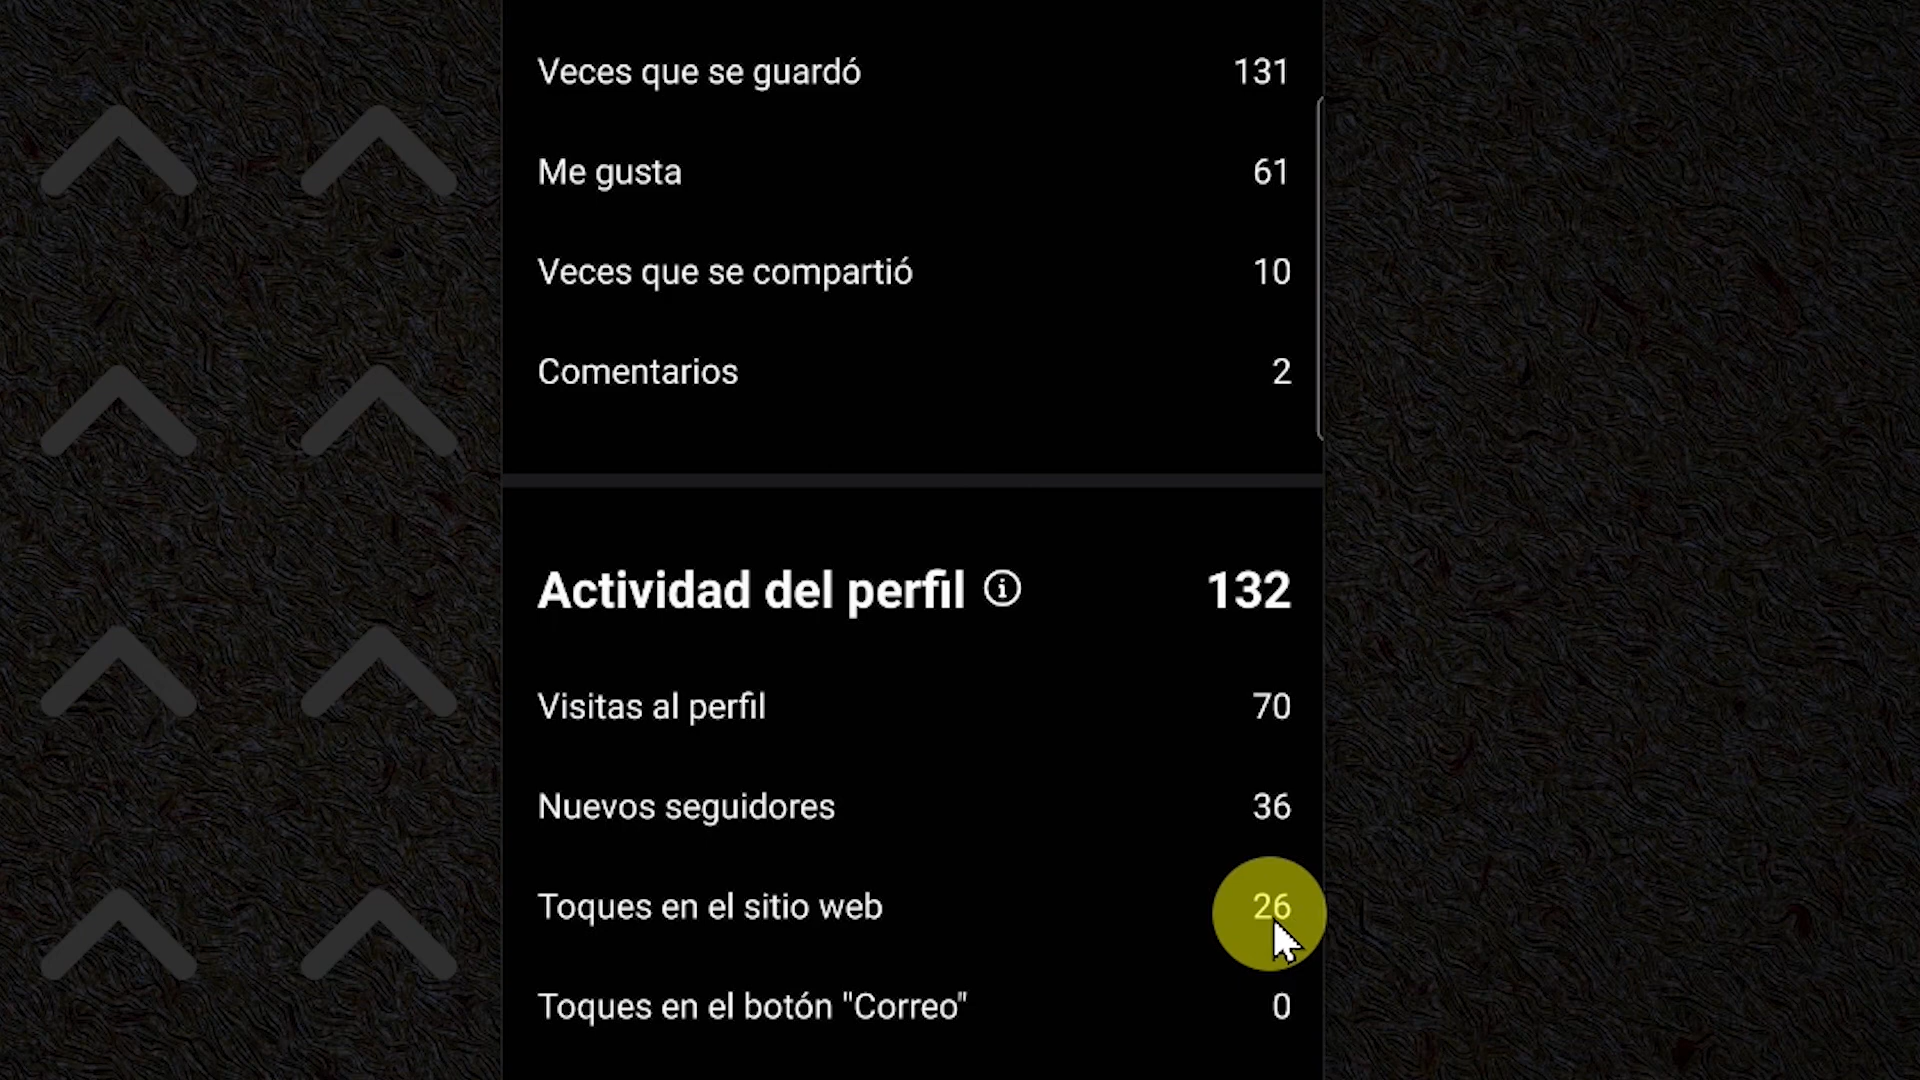 Veces que se guardó 131
Me gusta 61
Veces que se compartió 10
Comentarios 2
Actividad del perfil 132
Visitas al perfil 70
Nuevos seguidores 36
Toques en el sitio web 26
Toques en el botón "Correo" 0